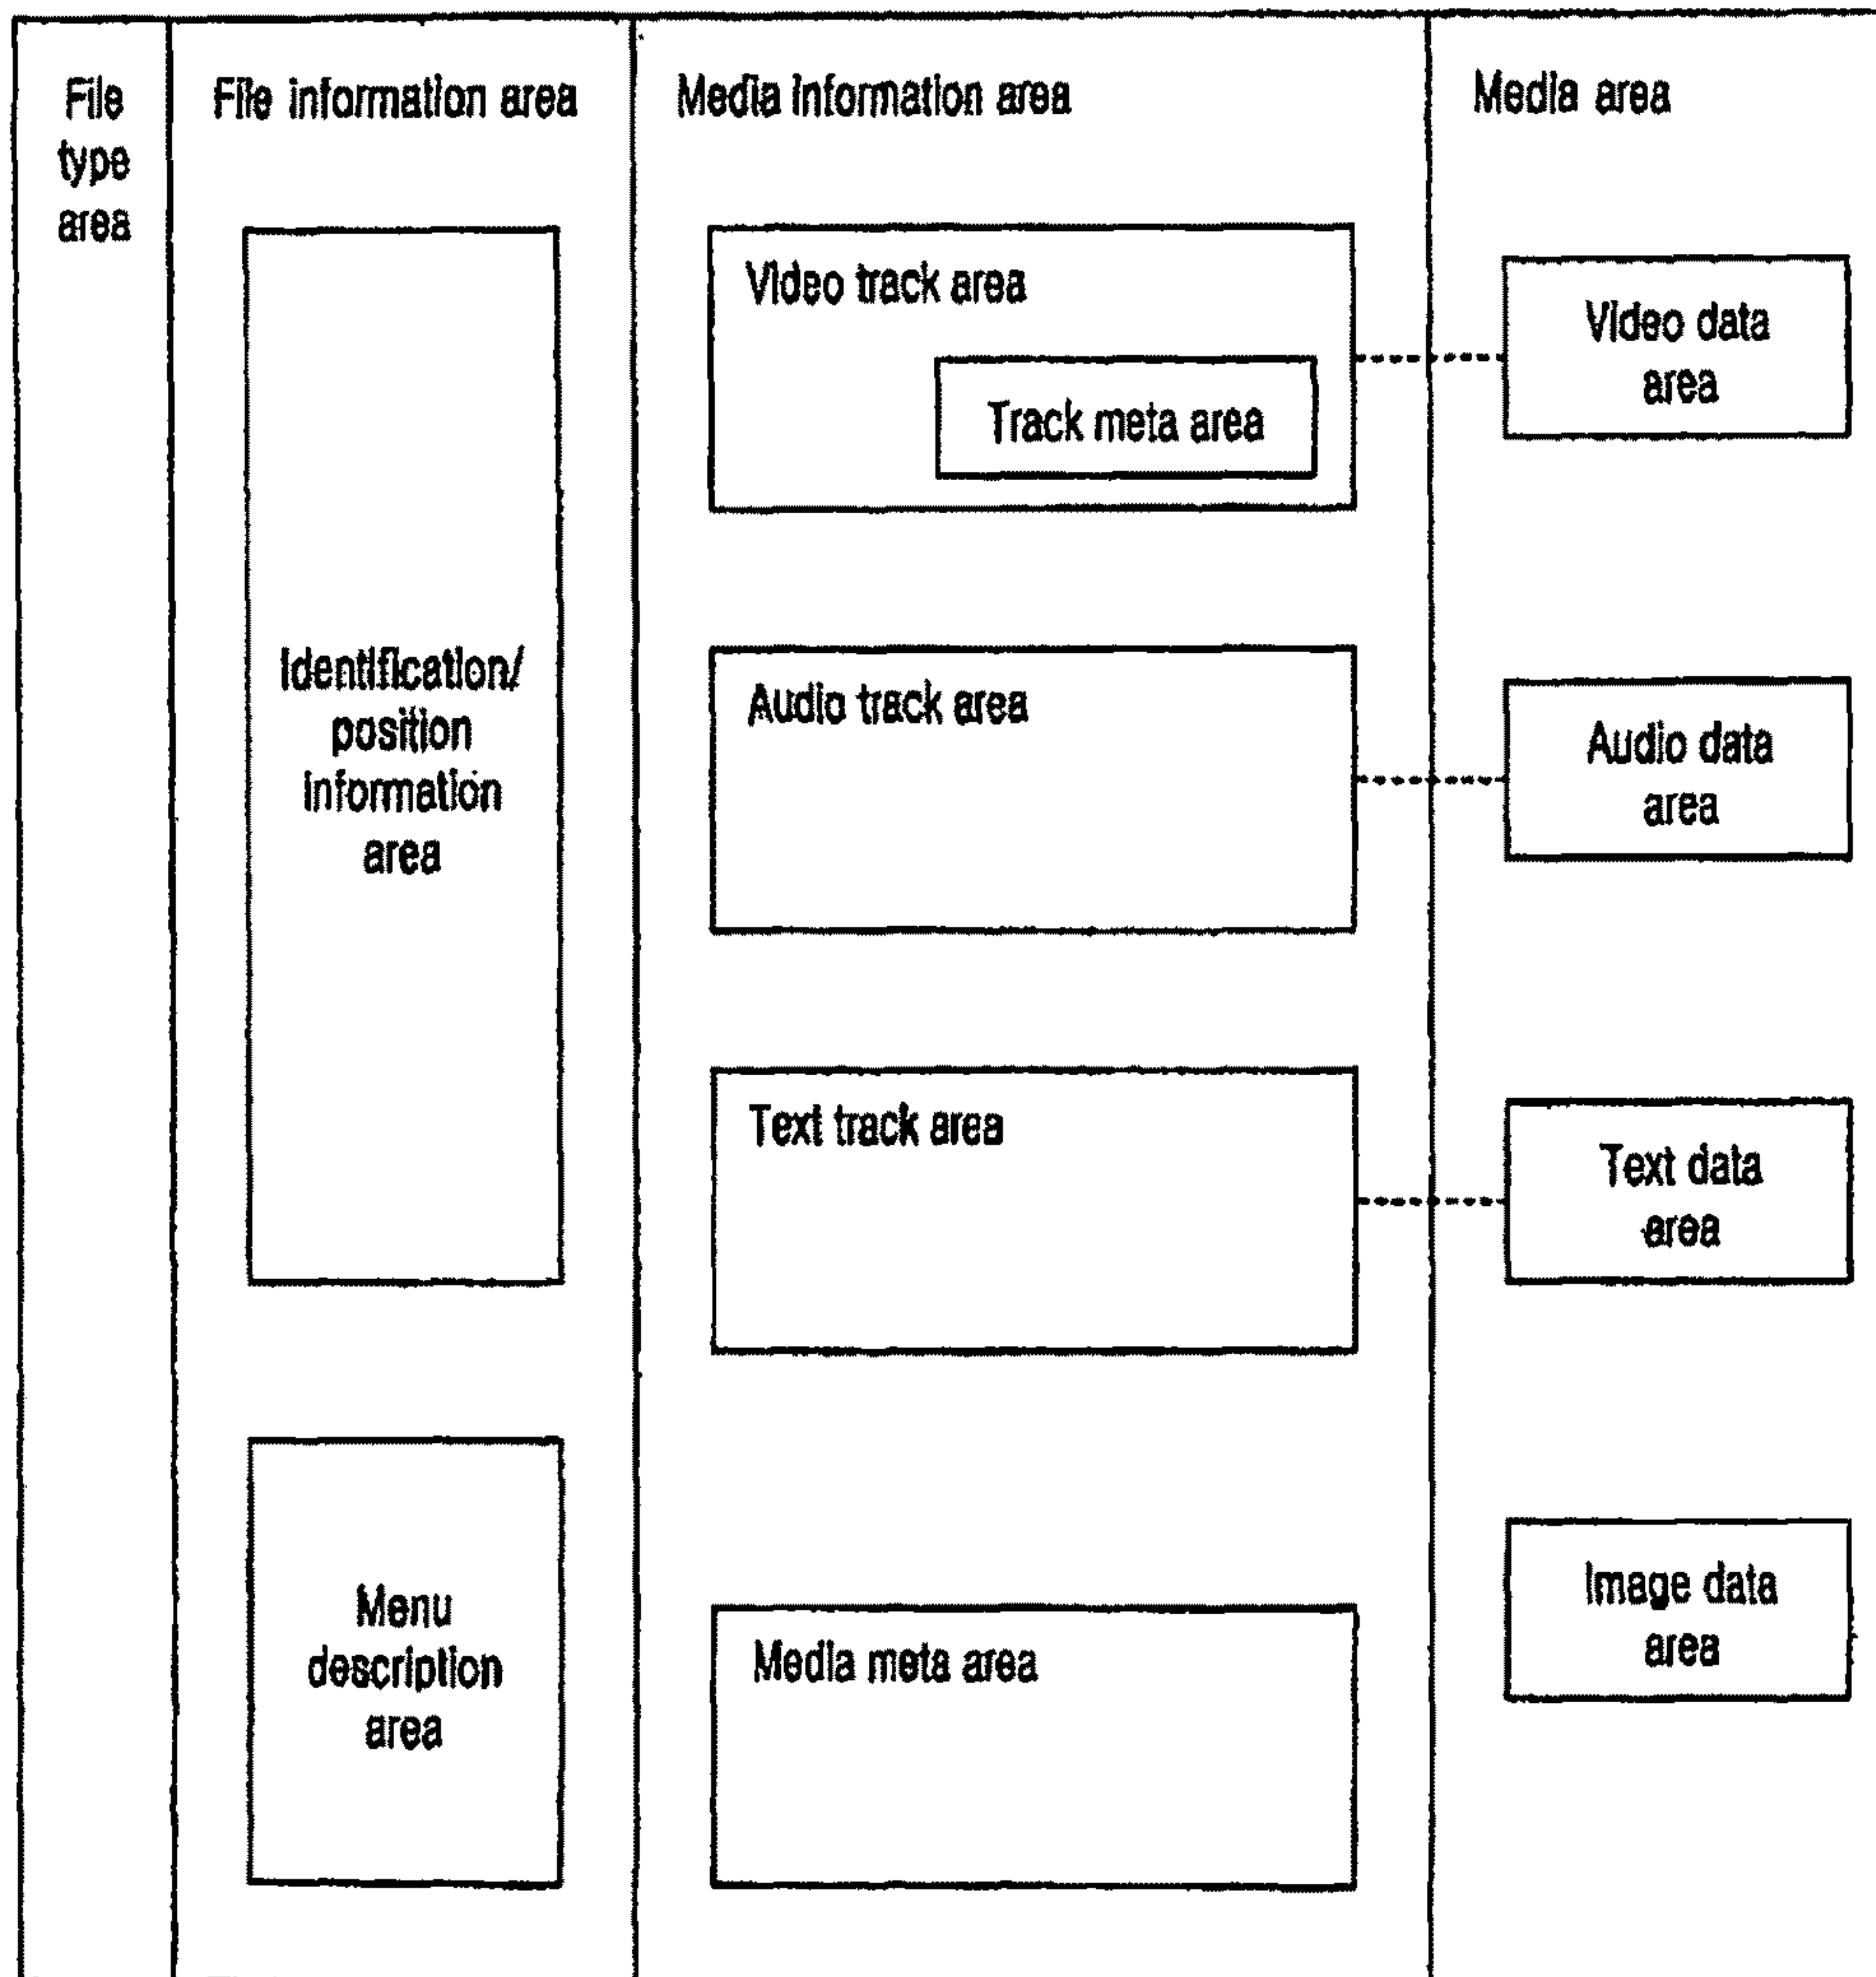 File
type
area
File information area
Identification/
position
information
area
Menu
description
area
Media information area
Video track area
Track meta area
Audio track area
Text track area
Media meta area
Media area
Video data
area
Audio data
area
Text data
area
Image data
area